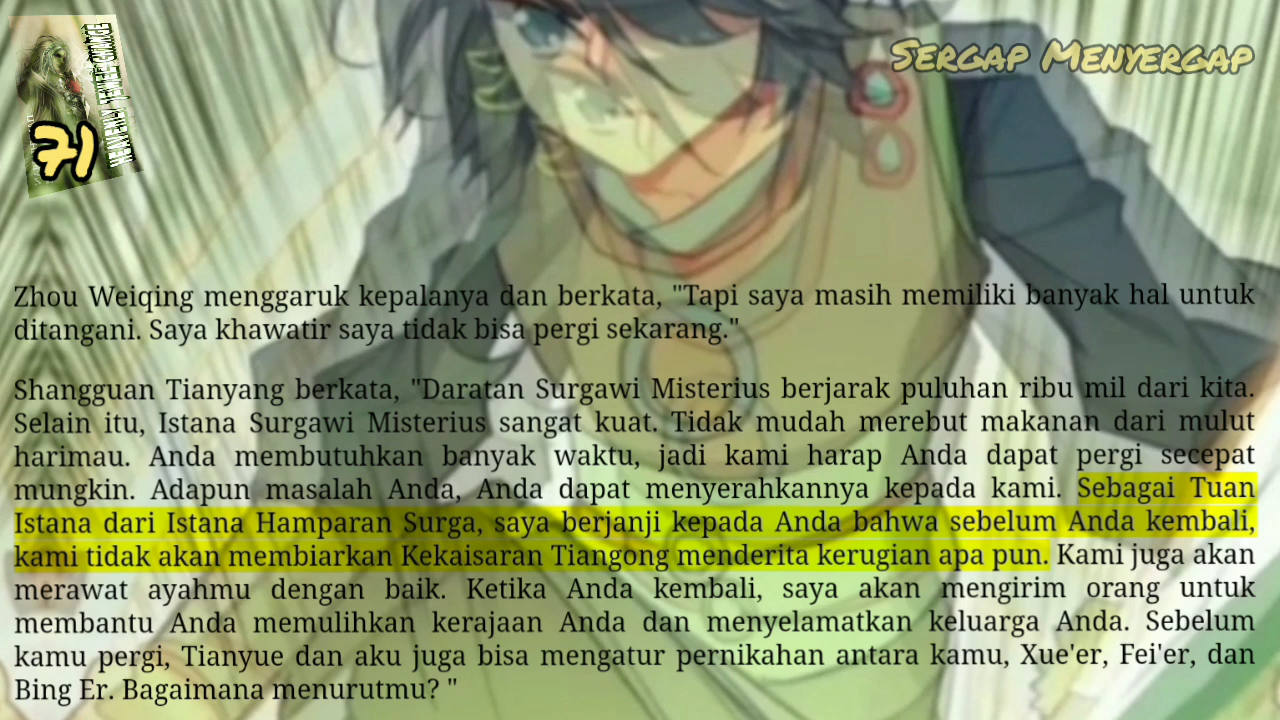 HEAVENLY JEWEL CHANGE
71
Sergap Menyergap
Zhou Weiqing menggaruk kepalanya dan berkata, "Tapi saya masih memiliki banyak hal untuk
ditangani. Saya khawatir saya tidak bisa pergi sekarang."
Shangguan Tianyang berkata, "Daratan Surgawi Misterius berjarak puluhan ribu mil dari kita.
Selain itu, Istana Surgawi Misterius sangat kuat. Tidak mudah merebut makanan dari mulut
harimau. Anda membutuhkan banyak waktu, jadi kami harap Anda dapat pergi secepat
mungkin. Adapun masalah Anda, Anda dapat menyerahkannya kepada kami. Sebagai Tuan
Istana dari Istana Hamparan Surga, saya berjanji kepada Anda bahwa sebelum Anda kembali,
kami tidak akan membiarkan Kekaisaran Tiangong menderita kerugian apa pun. Kami juga akan
merawat ayahmu dengan baik. Ketika Anda kembali, saya akan mengirim orang untuk
membantu Anda memulihkan kerajaan Anda dan menyelamatkan keluarga Anda. Sebelum
kamu pergi, Tianyue dan aku juga bisa mengatur pernikahan antara kamu, Xue'er, Fei'er, dan
Bing Er. Bagaimana menurutmu? "